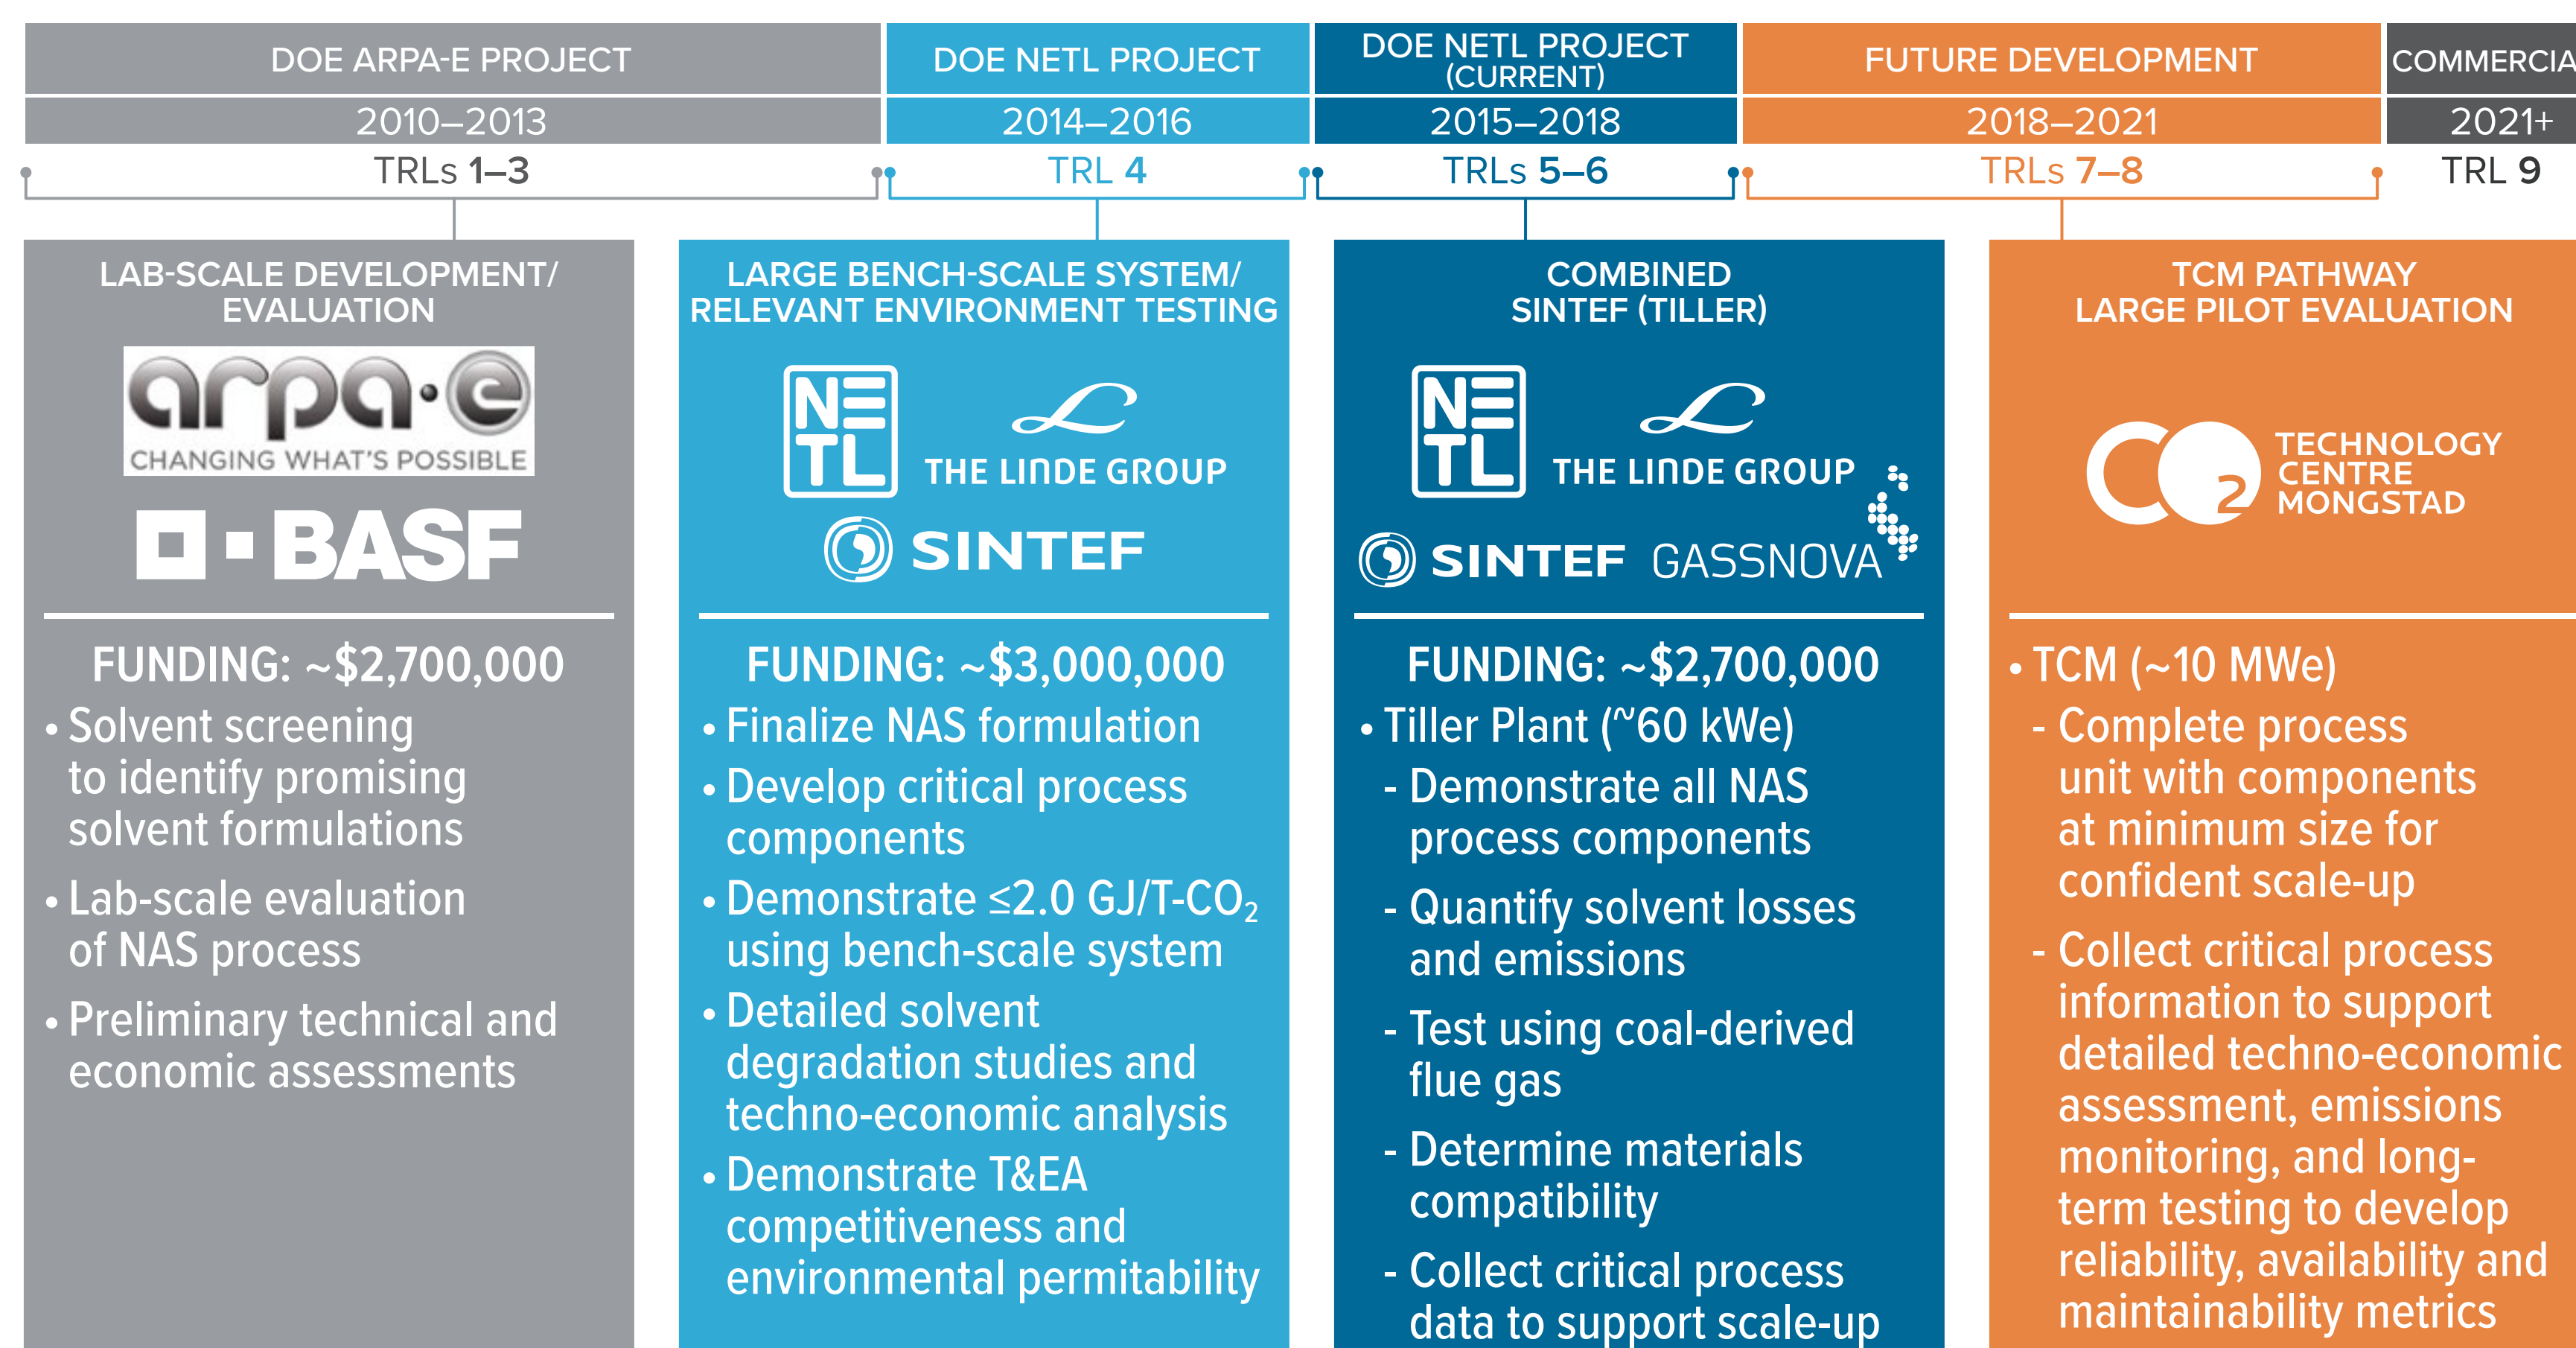 DOE ARPA-E PROJECT
2010–2013
TRLs 1–3
DOE NETL PROJECT
2014–2016
TRL 4
DOE NETL PROJECT
(CURRENT)
2015–2018
TRLs 5–6
FUTURE DEVELOPMENT
2018–2021
TRLs 7–8
COMMERCIA
2021+
TRL 9
LAB-SCALE DEVELOPMENT/
EVALUATION
arpa·e
CHANGING WHAT'S POSSIBLE
BASF
FUNDING: ~$2,700,000
• Solvent screening
to identify promising
solvent formulations
• Lab-scale evaluation
of NAS process
• Preliminary technical and
economic assessments
LARGE BENCH-SCALE SYSTEM/
RELEVANT ENVIRONMENT TESTING
NETL
THE LINDE GROUP
SINTEF
FUNDING: ~$3,000,000
• Finalize NAS formulation
• Develop critical process
components
• Demonstrate ≤2.0 GJ/T-CO₂
using bench-scale system
• Detailed solvent
degradation studies and
techno-economic analysis
• Demonstrate T&EA
competitiveness and
environmental permitability
COMBINED
SINTEF (TILLER)
NETL
THE LINDE GROUP
SINTEF GASSNOVA
FUNDING: ~$2,700,000
• Tiller Plant (~60 kWe)
- Demonstrate all NAS
process components
- Quantify solvent losses
and emissions
- Test using coal-derived
flue gas
- Determine materials
compatibility
- Collect critical process
data to support scale-up
TCM PATHWAY
LARGE PILOT EVALUATION
CO2
TECHNOLOGY
CENTRE
MONGSTAD
• TCM (~10 MWe)
- Complete process
unit with components
at minimum size for
confident scale-up
- Collect critical process
information to support
detailed techno-economic
assessment, emissions
monitoring, and long-
term testing to develop
reliability, availability and
maintainability metrics